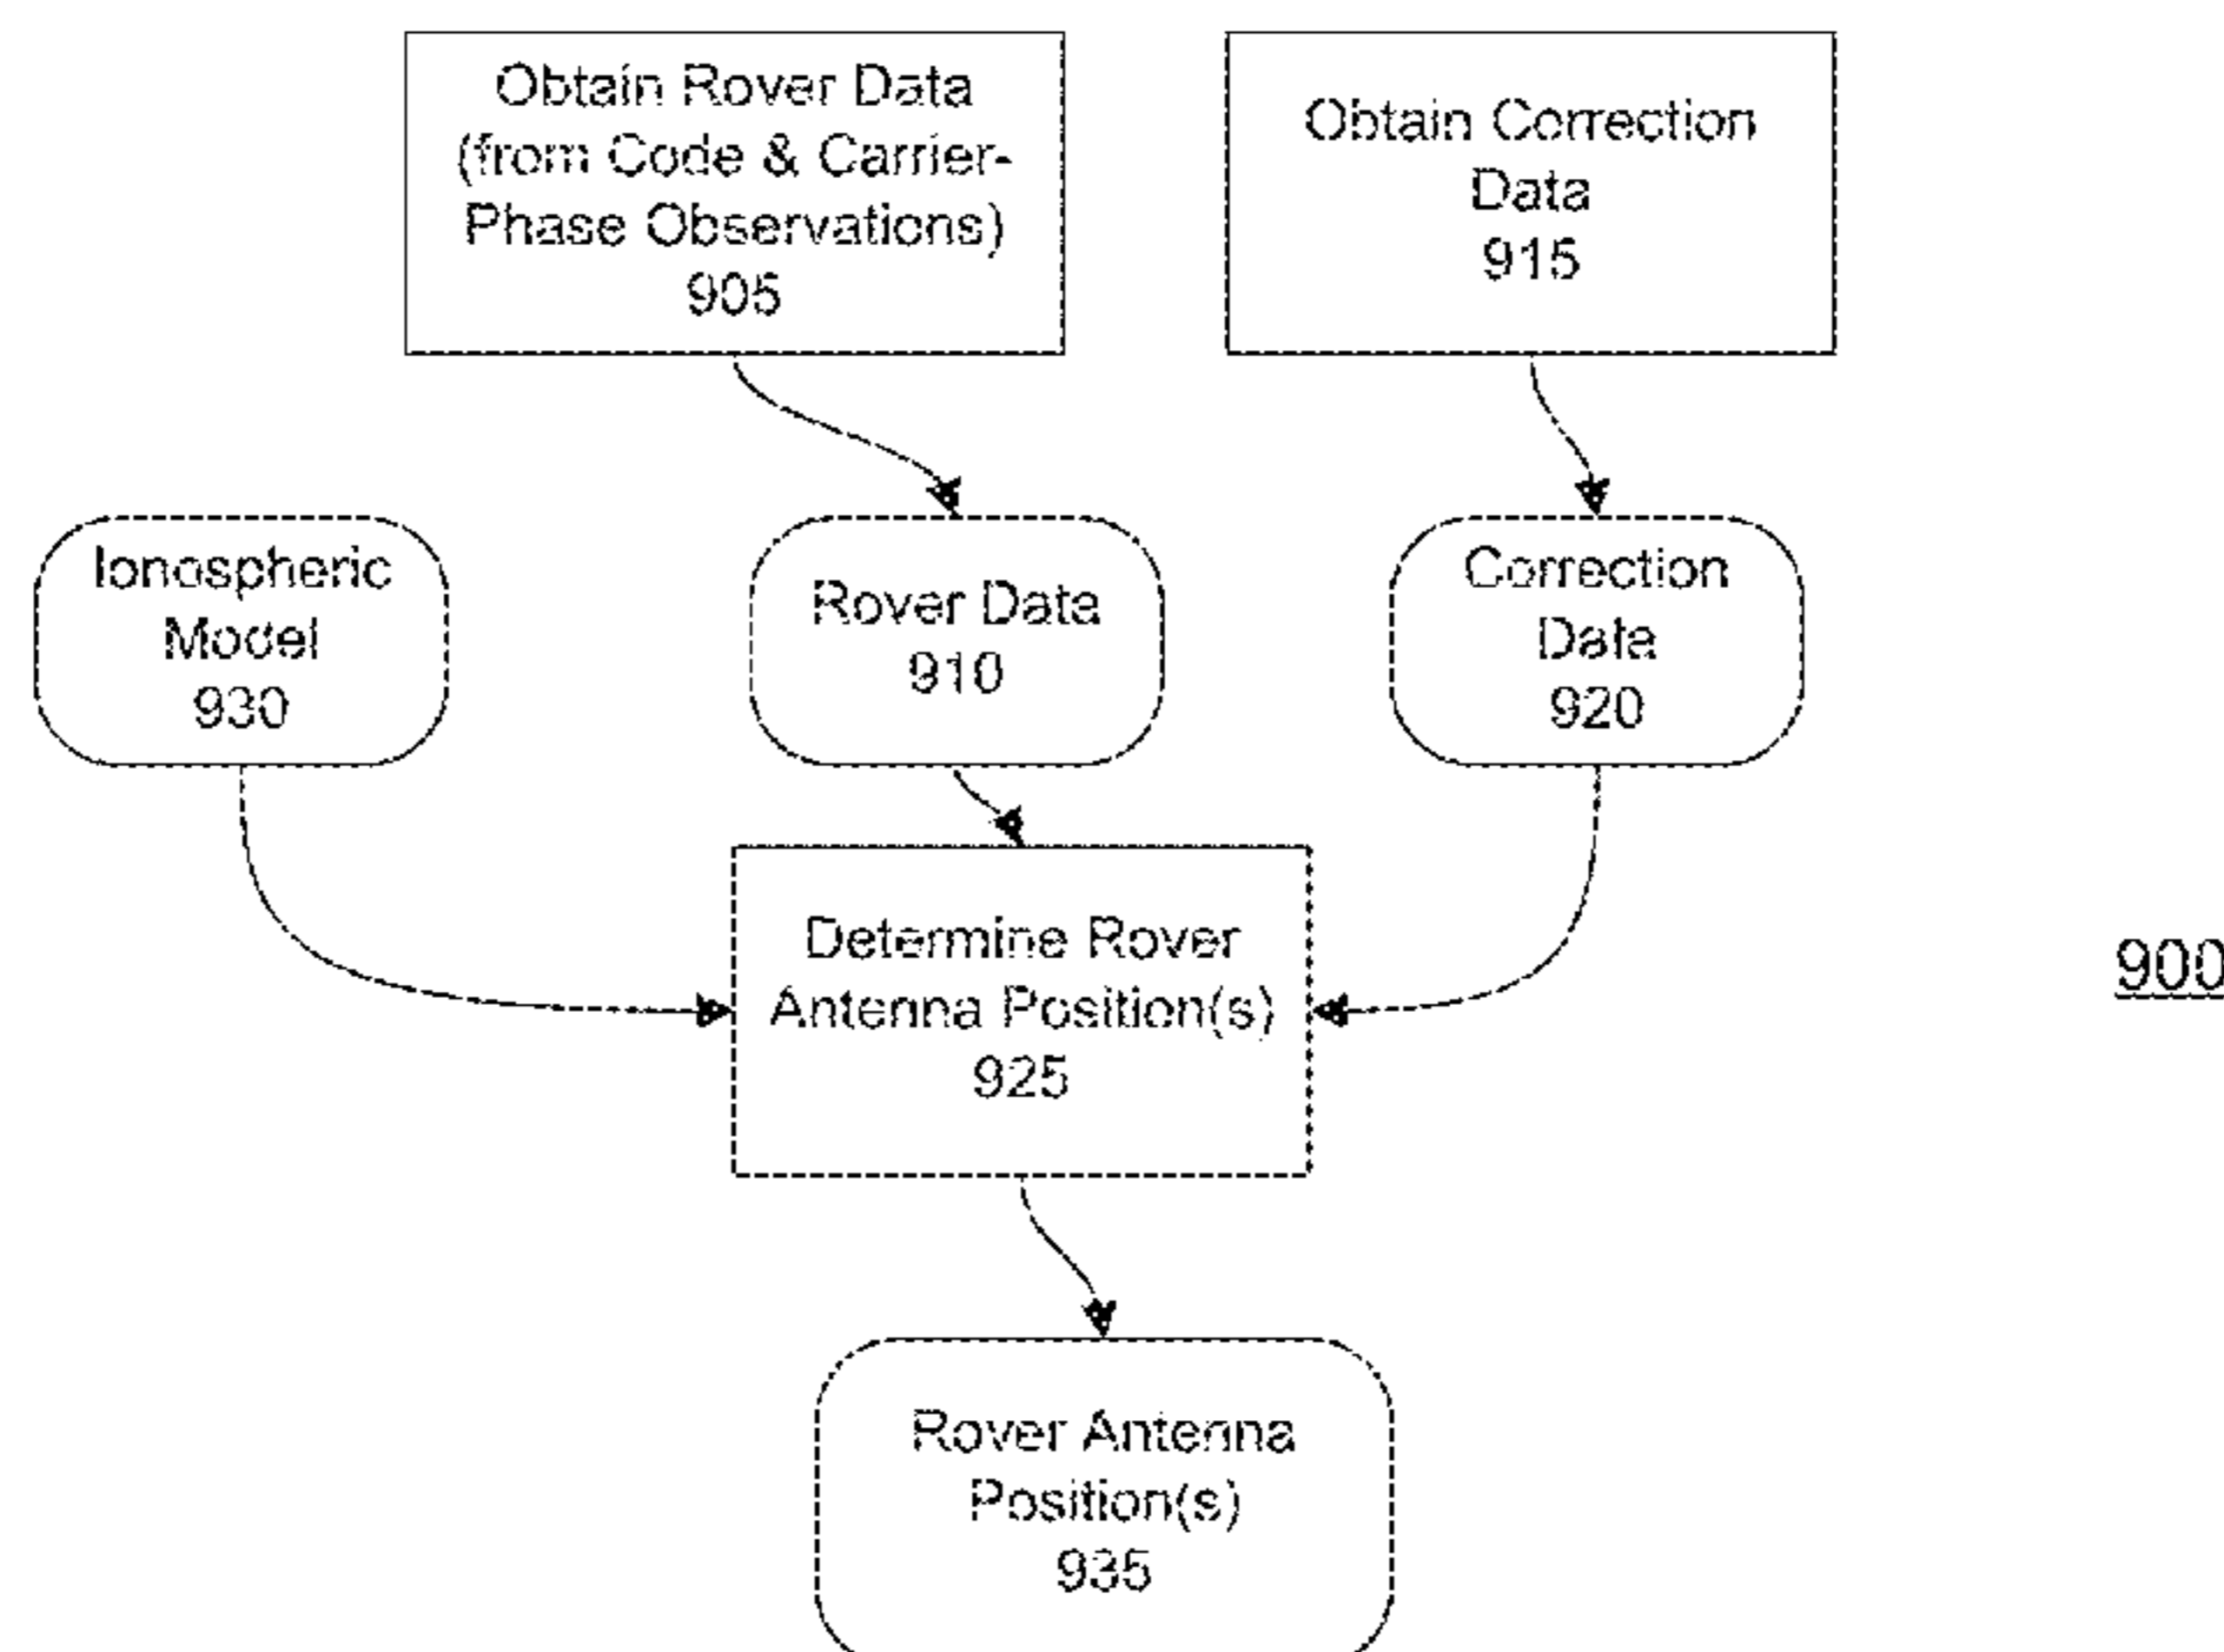 Obtain Rover Data
(from Code & Carrier-
Phase Observations)
905
Obtain Correction
Data
915
Ionospheric
Model
930
Rover Data
910
Correction
Data
920
Determine Rover
Antenna Position(s)
925
900
Rover Antenna
Position(s)
935